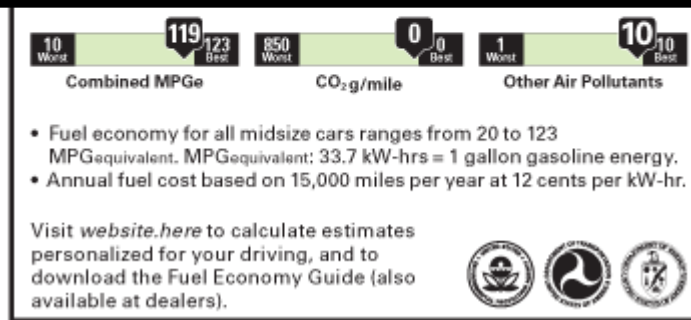 10 Worst 119 123 Best 850 Worst 0 0 Best 1 Worst 10 10 Best
Combined MPGe CO₂g/mile Other Air Pollutants
• Fuel economy for all midsize cars ranges from 20 to 123
MPGequivalent. MPGequivalent: 33.7 kW-hrs = 1 gallon gasoline energy.
• Annual fuel cost based on 15,000 miles per year at 12 cents per kW-hr.
Visit website.here to calculate estimates
personalized for your driving, and to
download the Fuel Economy Guide (also
available at dealers).